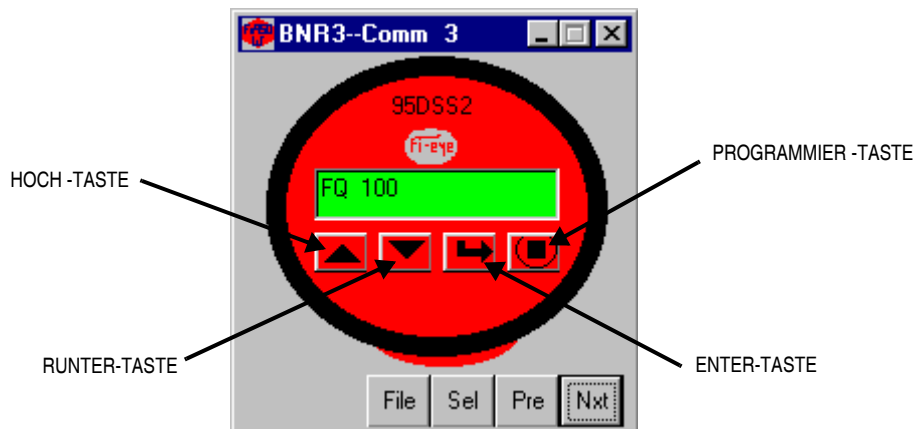 BNR3--Comm 3
95DSS2
Fi-eye
PROGRAMMIER -TASTE
HOCH -TASTE
FQ 100
RUNTER-TASTE
ENTER-TASTE
File Sel Pre Nxt